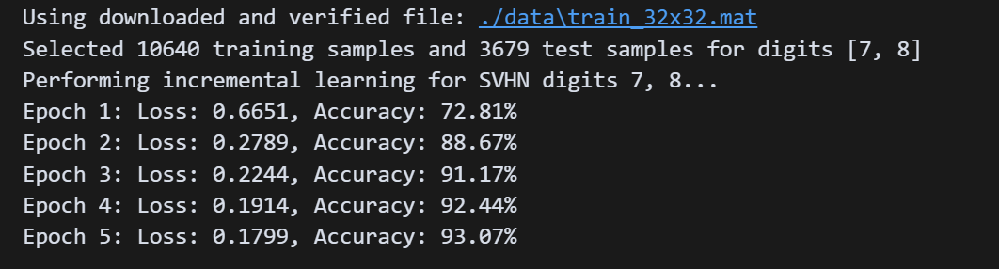 Using downloaded and verified file: ./data\train_32x32.mat
Selected 10640 training samples and 3679 test samples for digits [7, 8]
Performing incremental learning for SVHN digits 7, 8...
Epoch 1: Loss: 0.6651, Accuracy: 72.81%
Epoch 2: Loss: 0.2789, Accuracy: 88.67%
Epoch 3: Loss: 0.2244, Accuracy: 91.17%
Epoch 4: Loss: 0.1914, Accuracy: 92.44%
Epoch 5: Loss: 0.1799, Accuracy: 93.07%